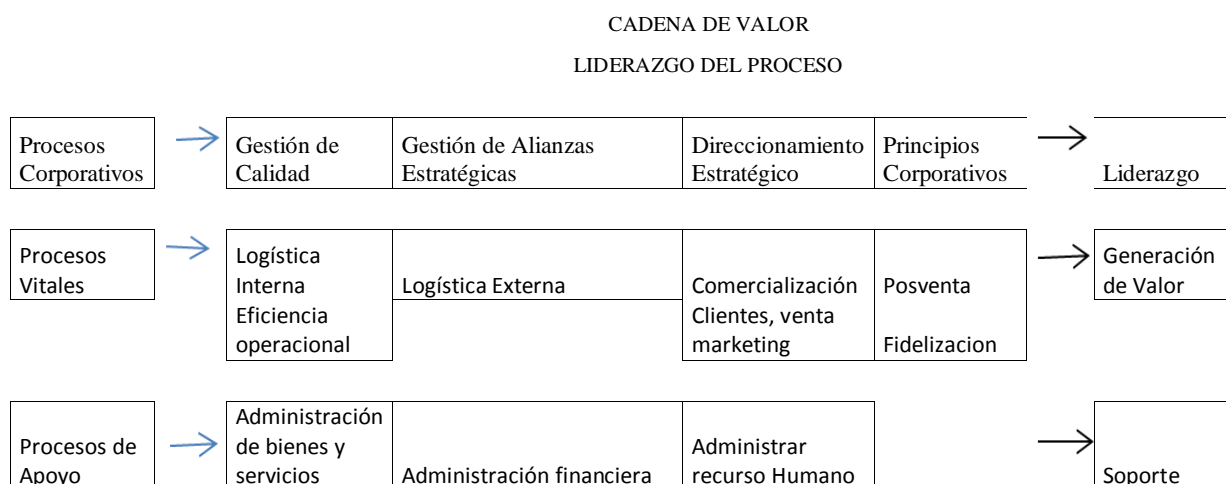 CADENA DE VALOR
LIDERAZGO DEL PROCESO
Procesos
Corporativos
Gestión de
Calidad
Gestión de Alianzas
Estratégicas
Direccionamiento
Estratégico
Principios
Corporativos
Liderazgo
Procesos
Vitales
Logística
Interna
Eficiencia
operacional
Logística Externa
Comercialización
Clientes, venta
marketing
Posventa
Fidelizacion
Generación
de Valor
Procesos de
Apoyo
Administración
de bienes y
servicios
Administración financiera
Administrar
recurso Humano
Soporte